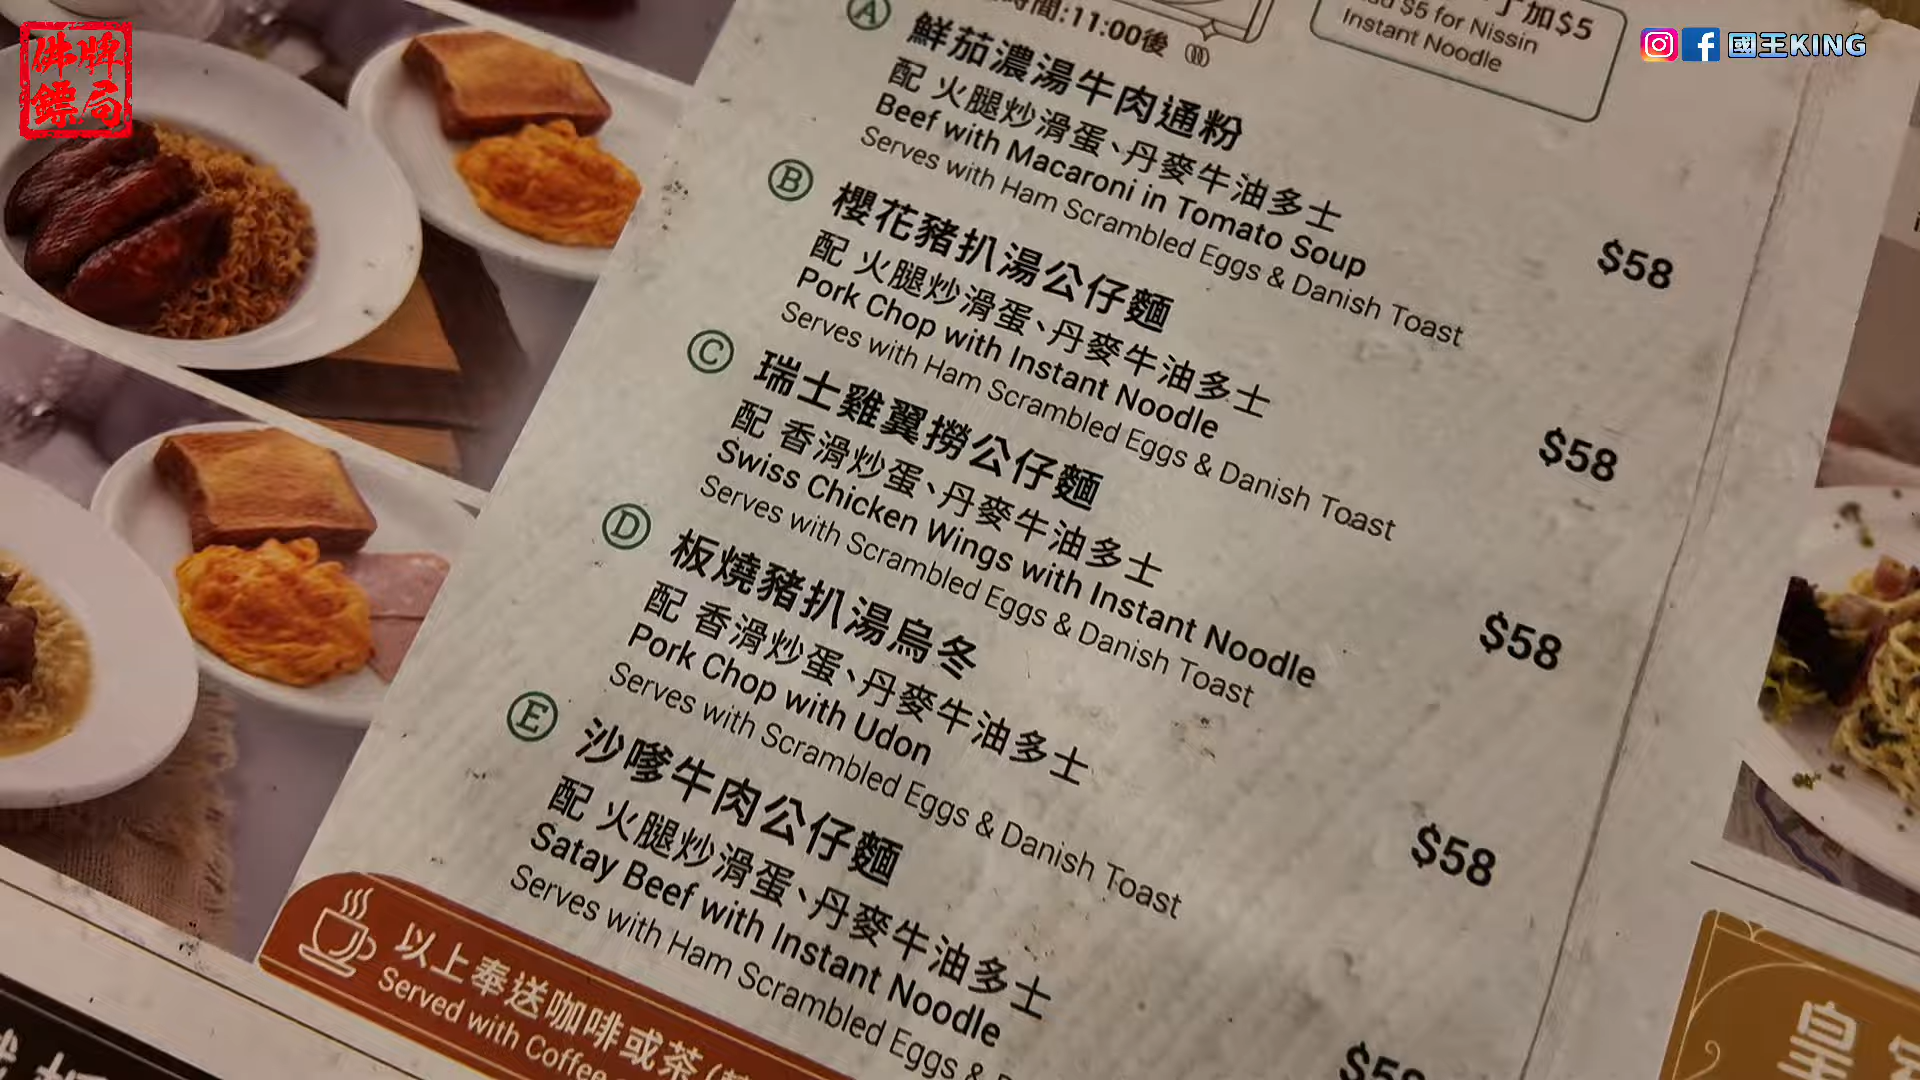 佛牌
鏢局
國王KING
時間:11:00後
加$5
$5 for Nissin
Instant Noodle
A
鮮茄濃湯牛肉通粉
配 火腿炒滑蛋、丹麥牛油多士
Beef with Macaroni in Tomato Soup
Serves with Ham Scrambled Eggs & Danish Toast
$58
B
櫻花豬扒湯公仔麵
配 火腿炒滑蛋、丹麥牛油多士
Pork Chop with Instant Noodle
Serves with Ham Scrambled Eggs & Danish Toast
$58
C
瑞士雞翼撈公仔麵
配 香滑炒蛋、丹麥牛油多士
Swiss Chicken Wings with Instant Noodle
Serves with Scrambled Eggs & Danish Toast
$58
D
板燒豬扒湯烏冬
配 香滑炒蛋、丹麥牛油多士
Pork Chop with Udon
Serves with Scrambled Eggs & Danish Toast
$58
E
沙嗲牛肉公仔麵
配 火腿炒滑蛋、丹麥牛油多士
Satay Beef with Instant Noodle
Serves with Ham Scrambled Eggs &
$58
以上奉送咖啡或茶
Served with Coffee
皇